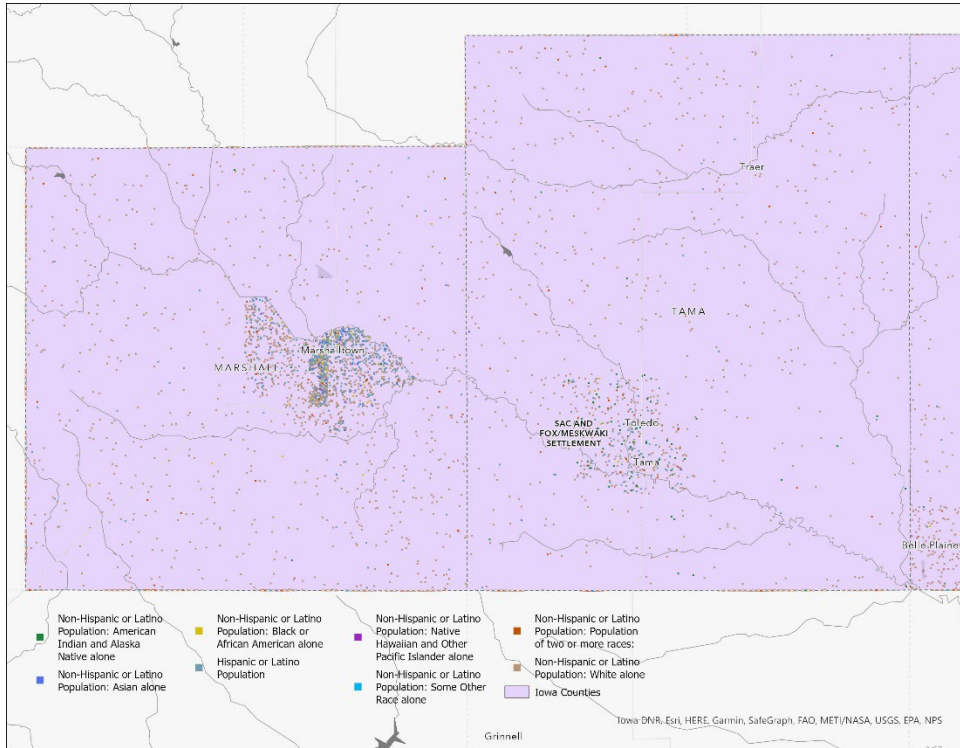 Traer
TAMA
Marshalltown
MARSHALL
SAC AND
FOX/MESKWAKI
SETTLEMENT
Toledo
Tama
Belle Plaine
Non-Hispanic or Latino
Population: American
Indian and Alaska
Native alone
Non-Hispanic or Latino
Population: Asian alone
Non-Hispanic or Latino
Population: Black or
African American alone
Hispanic or Latino
Population
Non-Hispanic or Latino
Population: Native
Hawaiian and Other
Pacific Islander alone
Non-Hispanic or Latino
Population: Some Other
Race alone
Non-Hispanic or Latino
Population: Population
of two or more races:
Non-Hispanic or Latino
Population: White alone
Iowa Counties
Iowa DNR, Esri, HERE, Garmin, SafeGraph, FAO, METI/NASA, USGS, EPA, NPS
Grinnell